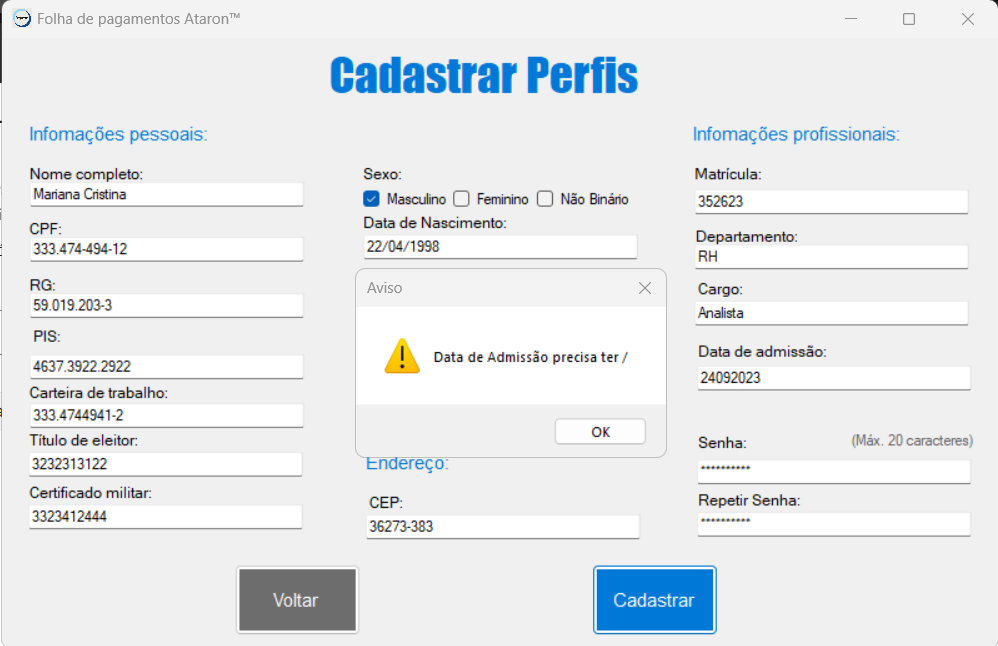 Folha de pagamentos Ataron™
Cadastrar Perfis
Infomações pessoais:
Nome completo:
Mariana Cristina
CPF:
333.474-494-12
RG:
59.019.203-3
PIS:
4637.3922.2922
Carteira de trabalho:
333.4744941-2
Título de eleitor:
3232313122
Certificado militar:
3323412444
Sexo:
Masculino Feminino Não Binário
Data de Nascimento:
22/04/1998
Aviso
Data de Admissão precisa ter /
OK
Endereço:
CEP:
36273-383
Infomações profissionais:
Matrícula:
352623
Departamento:
RH
Cargo:
Analista
Data de admissão:
24092023
Senha: (Máx. 20 caracteres)
**********
Repetir Senha:
**********
Voltar
Cadastrar